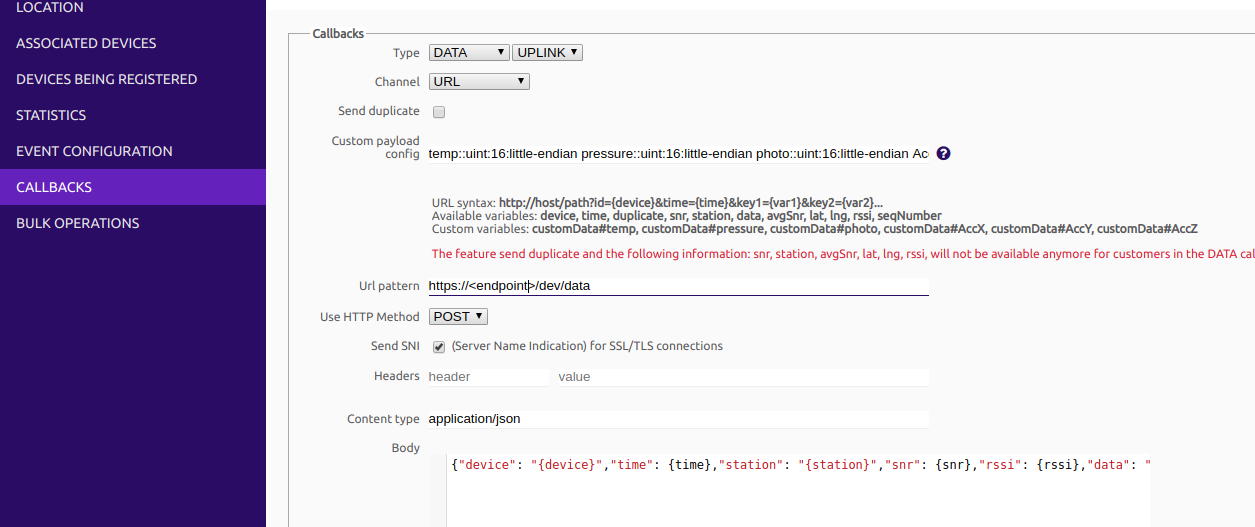 LOCATION
ASSOCIATED DEVICES
DEVICES BEING REGISTERED
STATISTICS
EVENT CONFIGURATION
CALLBACKS
BULK OPERATIONS
Callbacks
Type DATA UPLINK
Channel URL
Send duplicate
Custom payload
config temp::uint:16:little-endian pressure::uint:16:little-endian photo::uint:16:little-endian Ac
URL syntax: http://host/path?id={device}&time={time}&key1={var1}&key2={var2}...
Available variables: device, time, duplicate, snr, station, data, avgSnr, lat, lng, rssi, seqNumber
Custom variables: customData#temp, customData#pressure, customData#photo, customData#AccX, customData#AccY, customData#AccZ
The feature send duplicate and the following information: snr, station, avgSnr, lat, lng, rssi, will not be available anymore for customers in the DATA cal
Url pattern https://<endpoint>/dev/data
Use HTTP Method POST
Send SNI (Server Name Indication) for SSL/TLS connections
Headers header value
Content type application/json
Body
{"device": "{device}","time": {time},"station": "{station}","snr": {snr},"rssi": {rssi},"data": "